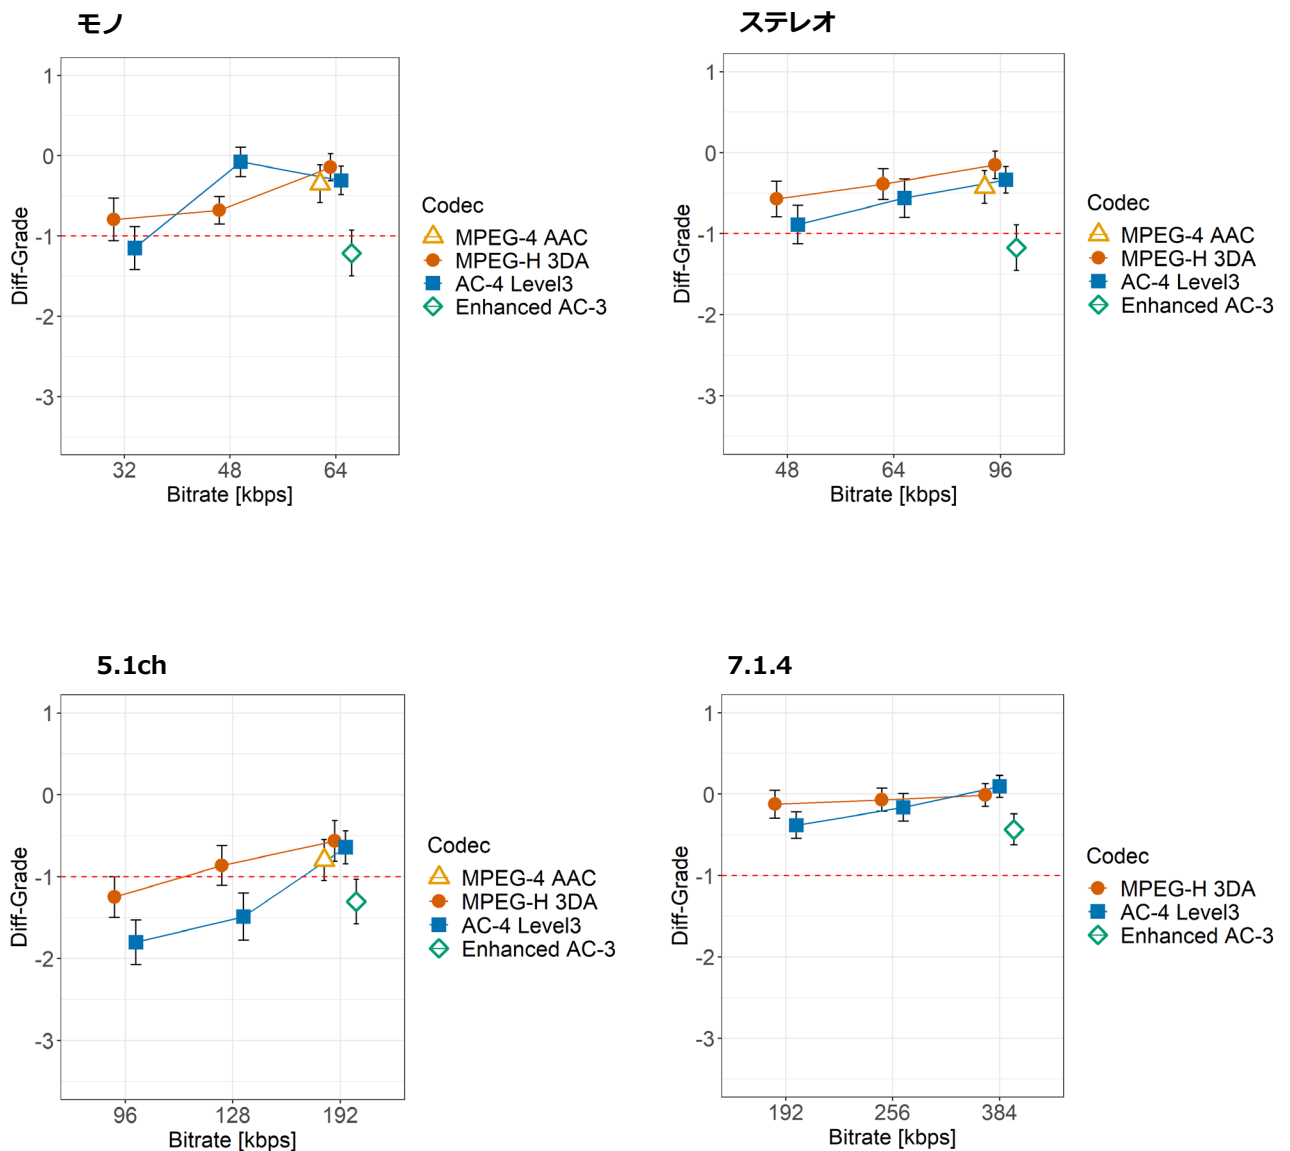 モノ
1
0
-1
-2
-3
Diff-Grade
32
48
64
Bitrate [kbps]
Codec
MPEG-4 AAC
MPEG-H 3DA
AC-4 Level3
Enhanced AC-3
ステレオ
1
0
-1
-2
-3
Diff-Grade
48
64
96
Bitrate [kbps]
Codec
MPEG-4 AAC
MPEG-H 3DA
AC-4 Level3
Enhanced AC-3
5.1ch
1
0
-1
-2
-3
Diff-Grade
96
128
192
Bitrate [kbps]
Codec
MPEG-4 AAC
MPEG-H 3DA
AC-4 Level3
Enhanced AC-3
7.1.4
1
0
-1
-2
-3
Diff-Grade
192
256
384
Bitrate [kbps]
Codec
MPEG-H 3DA
AC-4 Level3
Enhanced AC-3